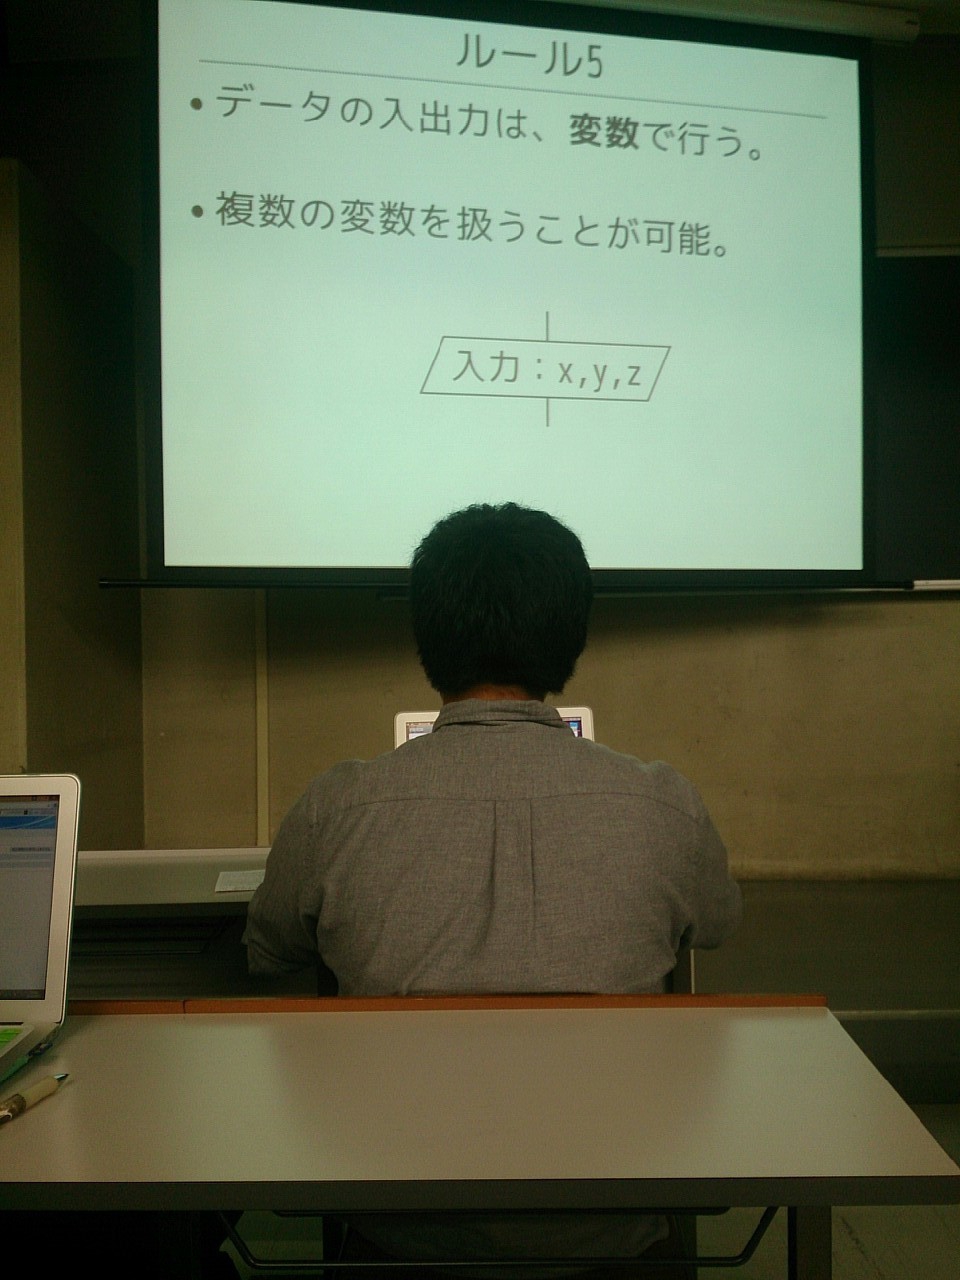 ルール5
• データの入出力は、変数で行う。
• 複数の変数を扱うことが可能。
入力：x,y,z